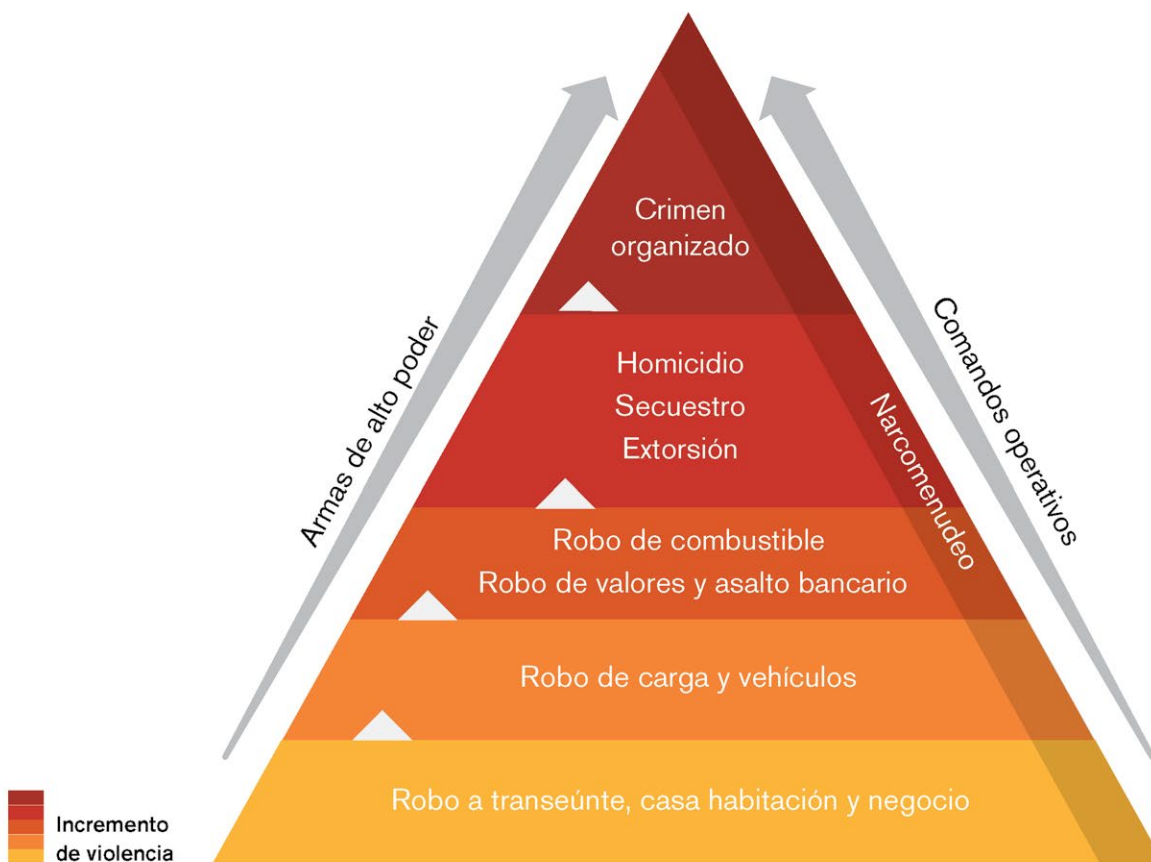 Crimen
organizado
Homicidio
Secuestro
Extorsión
Robo de combustible
Robo de valores y asalto bancario
Robo de carga y vehículos
Robo a transeúnte, casa habitación y negocio
Armas de alto poder
Narcomenudeo
Comandos operativos
Incremento
de violencia